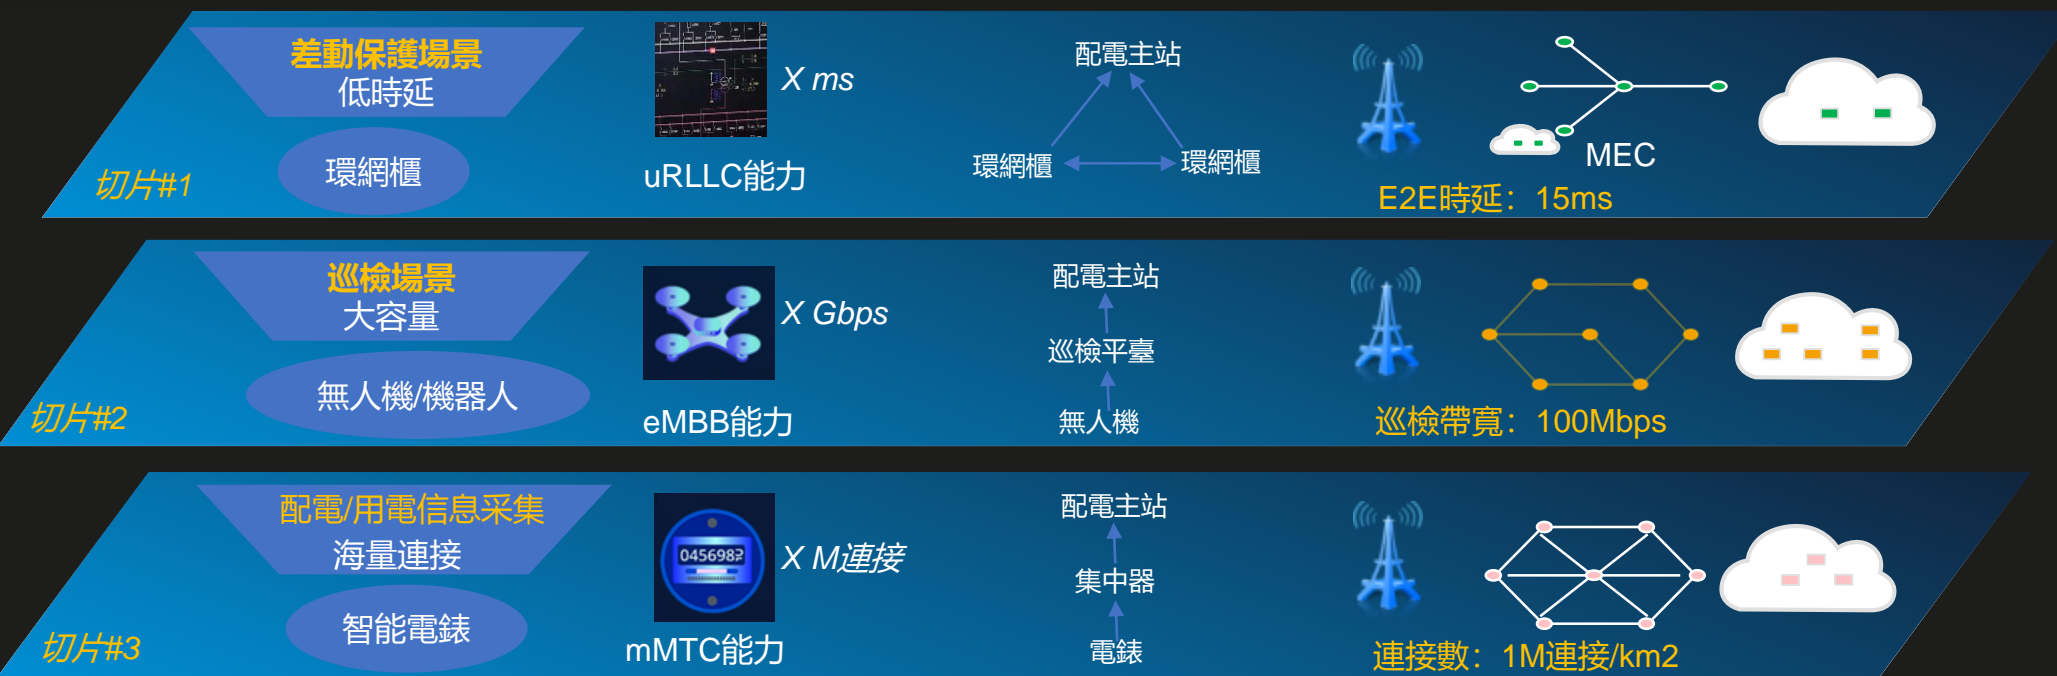 差動保護場景
低時延
環網櫃
切片#1
X ms
uRLLC能力
配電主站
環網櫃
環網櫃
MEC
E2E時延：15ms
巡檢場景
大容量
無人機/機器人
切片#2
X Gbps
eMBB能力
配電主站
巡檢平臺
無人機
巡檢帶寬：100Mbps
配電/用電信息采集
海量連接
智能電錶
切片#3
X M連接
mMTC能力
配電主站
集中器
電錶
連接數：1M連接/km2